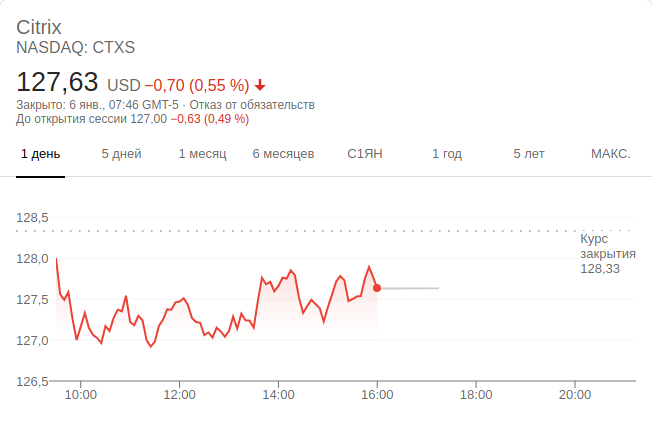 Citrix
NASDAQ: CTXS
127,63 USD −0,70 (0,55 %)
Закрыто: 6 янв., 07:46 GMT-5 · Отказ от обязательств
До открытия сессии 127,00 −0,63 (0,49 %)
1 день 5 дней 1 месяц 6 месяцев С1ЯН 1 год 5 лет МАКС.
128,5
Курс
закрытия
128,33
128,0
127,5
127,0
126,5
10:00 12:00 14:00 16:00 18:00 20:00